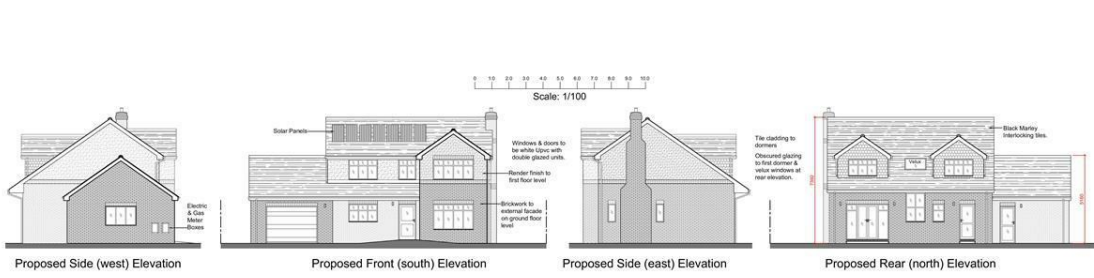 0 1.0 2.0 3.0 4.0 5.0 6.0 7.0 8.0 9.0 10.0
Scale: 1/100
Electric
& Gas
Meter
Boxes
Proposed Side (west) Elevation
Solar Panels
Windows & doors to
be white Upvc with
double glazed units.
Render finish to
first floor level
Brickwork to
external facade
on ground floor
level
Proposed Front (south) Elevation
Proposed Side (east) Elevation
Tile cladding to
dormers
Obscured glazing
to first dormer &
velux windows at
rear elevation.
Velux
Black Marley
Interlocking tiles.
Proposed Rear (north) Elevation